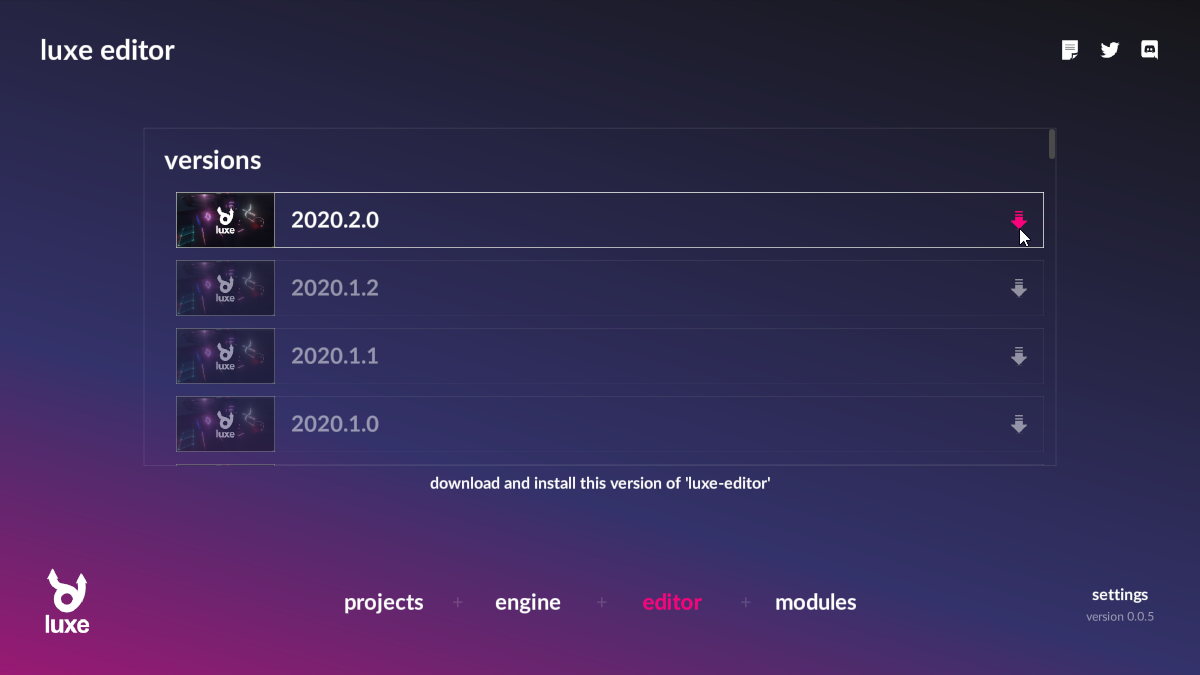 luxe editor
versions
luxe
2020.2.0
luxe
2020.1.2
luxe
2020.1.1
luxe
2020.1.0
download and install this version of 'luxe-editor'
luxe
projects + engine + editor + modules
settings
version 0.0.5